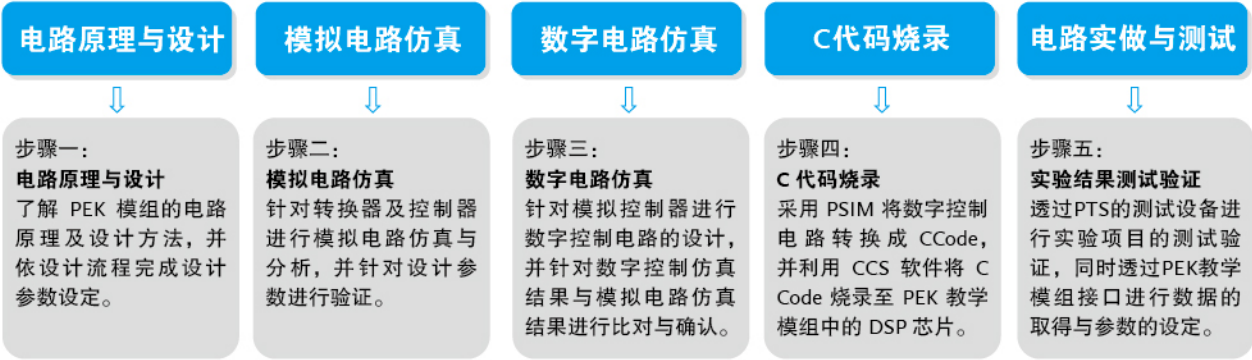 电路原理与设计
模拟电路仿真
数字电路仿真
C代码烧录
电路实做与测试
步骤一：
电路原理与设计
了解 PEK 模组的电路
原理及设计方法，并
依设计流程完成设计
参数设定。
步骤二：
模拟电路仿真
针对转换器及控制器
进行模拟电路仿真与
分析，并针对设计参
数进行验证。
步骤三：
数字电路仿真
针对模拟控制器进行
数字控制电路的设计，
并针对数字控制仿真
结果与模拟电路仿真
结果进行比对与确认。
步骤四：
C 代码烧录
采用 PSIM 将数字控制
电路转换成 CCode，
并利用 CCS 软件将 C
Code 烧录至 PEK 教学
模组中的 DSP 芯片。
步骤五：
实验结果测试验证
透过PTS的测试设备进
行实验项目的测试验
证，同时透过PEK教学
模组接口进行数据的
取得与参数的设定。